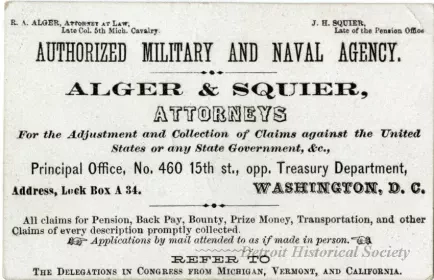 R. A. ALGER, ATTORNEY AT LAW, J. H. SQUIER,
Late Col. 5th Mich. Cavalry. Late of the Pension Office
AUTHORIZED MILITARY AND NAVAL AGENCY.
ALGER & SQUIER,
ATTORNEYS
For the Adjustment and Collection of Claims against the United
States or any State Government, &c.,
Principal Office, No. 460 15th st., opp. Treasury Department,
Address, Lock Box A 34. WASHINGTON, D. C.
All claims for Pension, Back Pay, Bounty, Prize Money, Transportation, and other
Claims of every description promptly collected.
Applications by mail attended to as if made in person.
Detroit Historical Society
REFER TO
THE DELEGATIONS IN CONGRESS FROM MICHIGAN, VERMONT, AND CALIFORNIA.